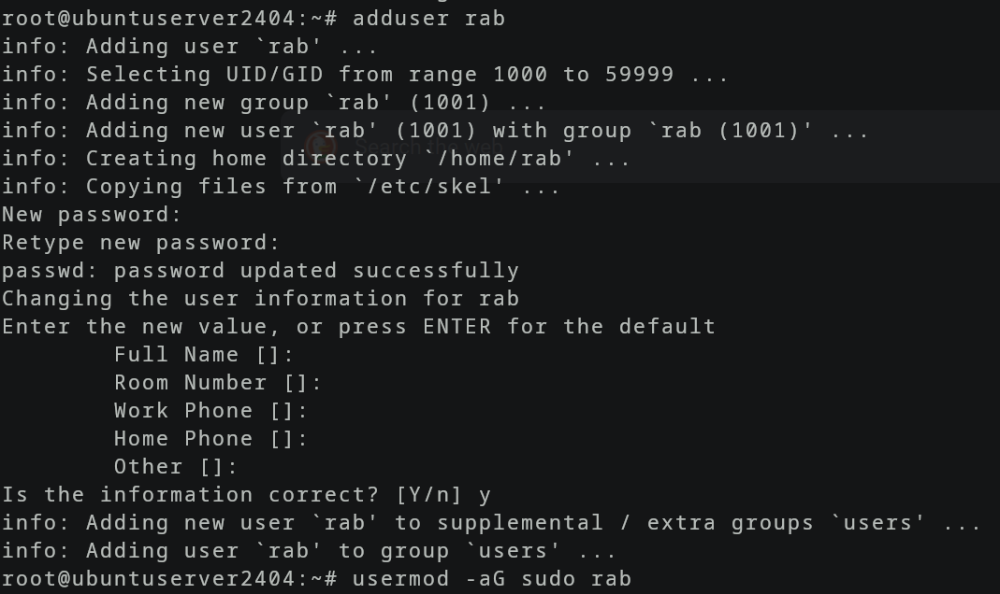 root@ubuntuserver2404:~# adduser rab
info: Adding user `rab' ...
info: Selecting UID/GID from range 1000 to 59999 ...
info: Adding new group `rab' (1001) ...
info: Adding new user `rab' (1001) with group `rab (1001)' ...
Search the web
info: Creating home directory `/home/rab' ...
info: Copying files from `/etc/skel' ...
New password:
Retype new password:
passwd: password updated successfully
Changing the user information for rab
Enter the new value, or press ENTER for the default
Full Name []:
Room Number []:
Work Phone []:
Home Phone []:
Other []:
Is the information correct? [Y/n] y
info: Adding new user `rab' to supplemental / extra groups `users' ...
info: Adding user `rab' to group `users' ...
root@ubuntuserver2404:~# usermod -aG sudo rab